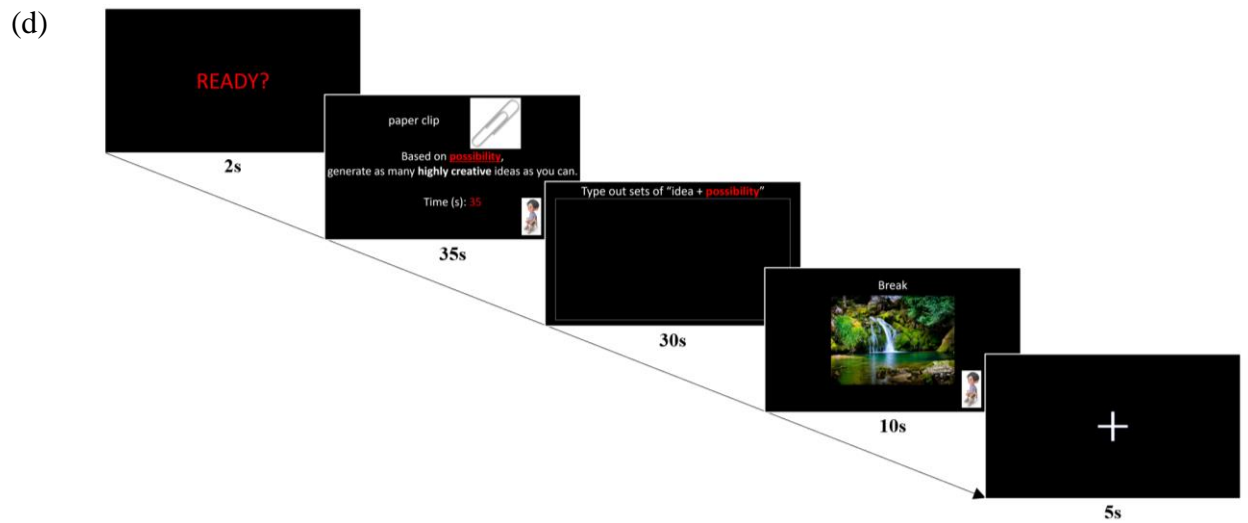 (d)
READY?
2s
paper clip
Based on possibility,
generate as many highly creative ideas as you can.
Time (s): 35
35s
Type out sets of “idea + possibility”
30s
Break
10s
5s